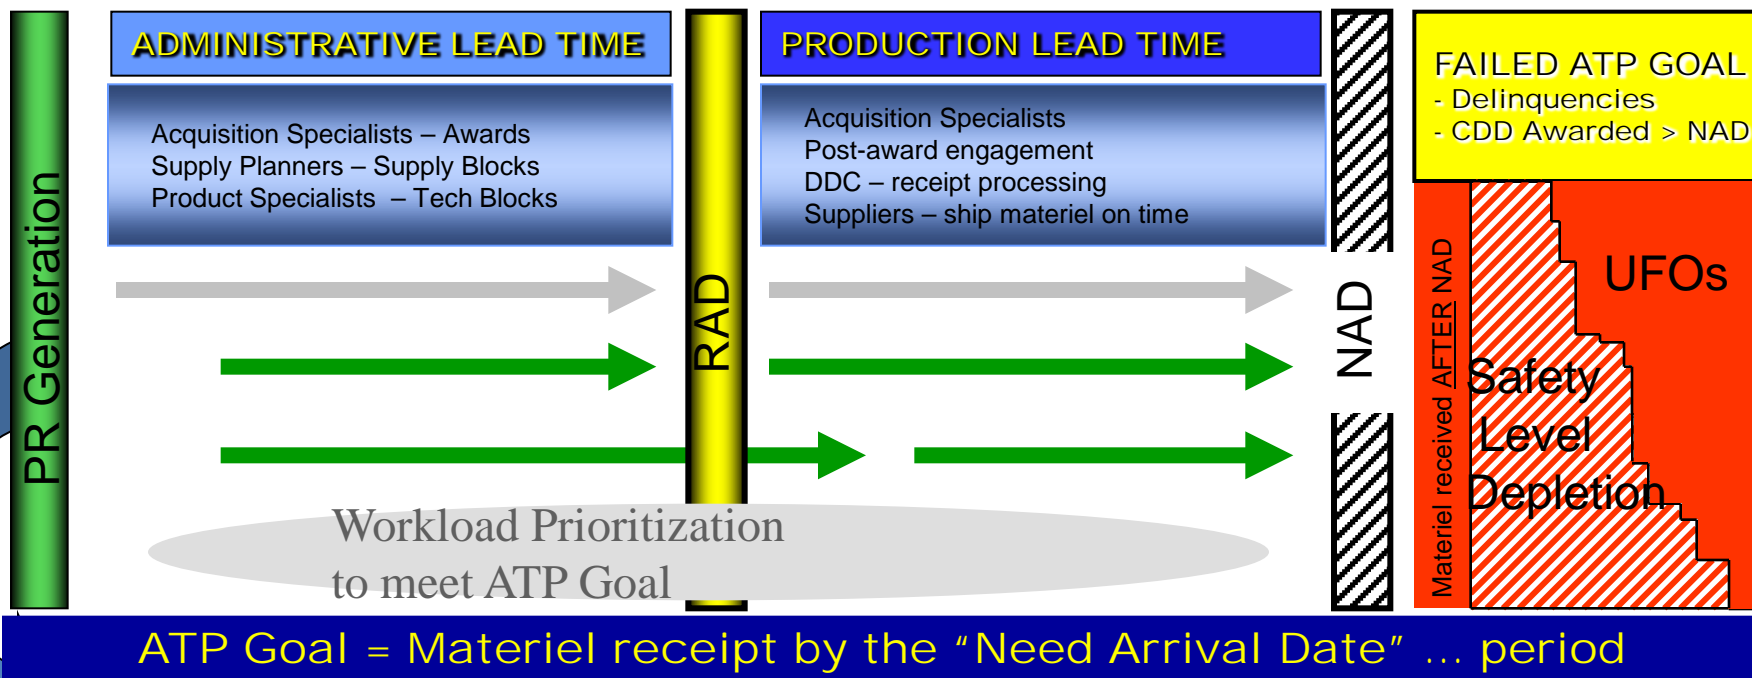 PR Generation
ADMINISTRATIVE LEAD TIME
Acquisition Specialists – Awards
Supply Planners – Supply Blocks
Product Specialists – Tech Blocks
RAD
PRODUCTION LEAD TIME
Acquisition Specialists
Post-award engagement
DDC – receipt processing
Suppliers – ship materiel on time
NAD
FAILED ATP GOAL
- Delinquencies
- CDD Awarded > NAD
Materiel received AFTER NAD
UFOs
Safety
Level
Depletion
Workload Prioritization
to meet ATP Goal
ATP Goal = Materiel receipt by the “Need Arrival Date” … period